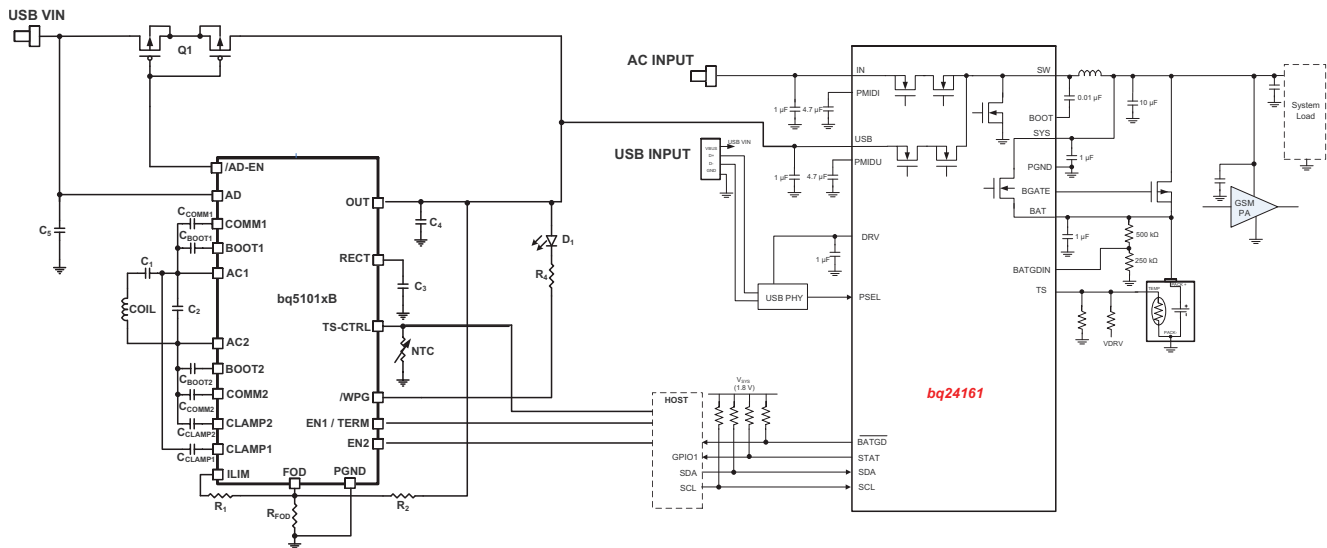 USB VIN
Q1
/AD-EN
AD
C5
CCOMM1
COMM1
CBOOT1
BOOT1
C1
AC1
COIL
C2
bq5101xB
AC2
BOOT2
CBOOT2
COMM2
CCOMM2
CLAMP2
CCLAMP2
CLAMP1
CCLAMP1
ILIM
FOD
PGND
R1
RFOD
R2
OUT
C4
D1
R4
RECT
C3
TS-CTRL
NTC
/WPG
EN1 / TERM
EN2
AC INPUT
1 µF
4.7 µF
IN
PMIDI
USB
PMIDU
USB INPUT
VBUS
D+
D-
GND
USB VIN
1 µF
4.7 µF
DRV
1 µF
USB PHY
PSEL
VSYS
(1.8 V)
HOST
GPIO1
SDA
SCL
BATGD
STAT
SDA
SCL
bq24161
SW
0.01 µF
BOOT
10 µF
SYS
1 µF
PGND
BGATE
BAT
1 µF
500 kΩ
250 kΩ
BATGDIN
TS
VDRV
TEMP
PACK+
+
PACK-
GSM
PA
System
Load